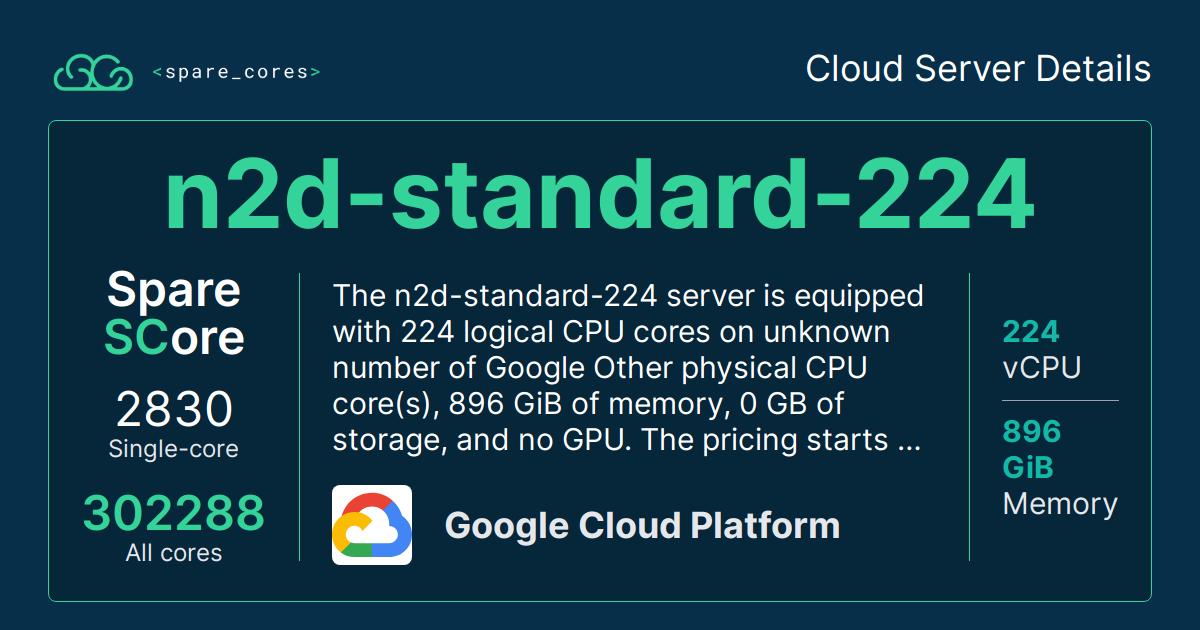 <spare_cores>
Cloud Server Details
n2d-standard-224
Spare
SCore
2830
Single-core
302288
All cores
The n2d-standard-224 server is equipped
with 224 logical CPU cores on unknown
number of Google Other physical CPU
core(s), 896 GiB of memory, 0 GB of
storage, and no GPU. The pricing starts ...
Google Cloud Platform
224
vCPU
896
GiB
Memory